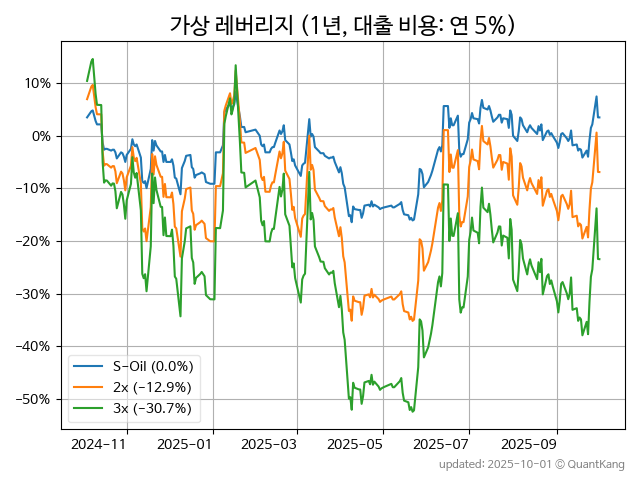 가상 레버리지 (1년, 대출 비용: 연 5%)
10%
0%
−10%
−20%
−30%
−40%
−50%
S-Oil (0.0%)
2x (−12.9%)
3x (−30.7%)
2024-11
2025-01
2025-03
2025-05
2025-07
2025-09
updated: 2025-10-01 © QuantKang